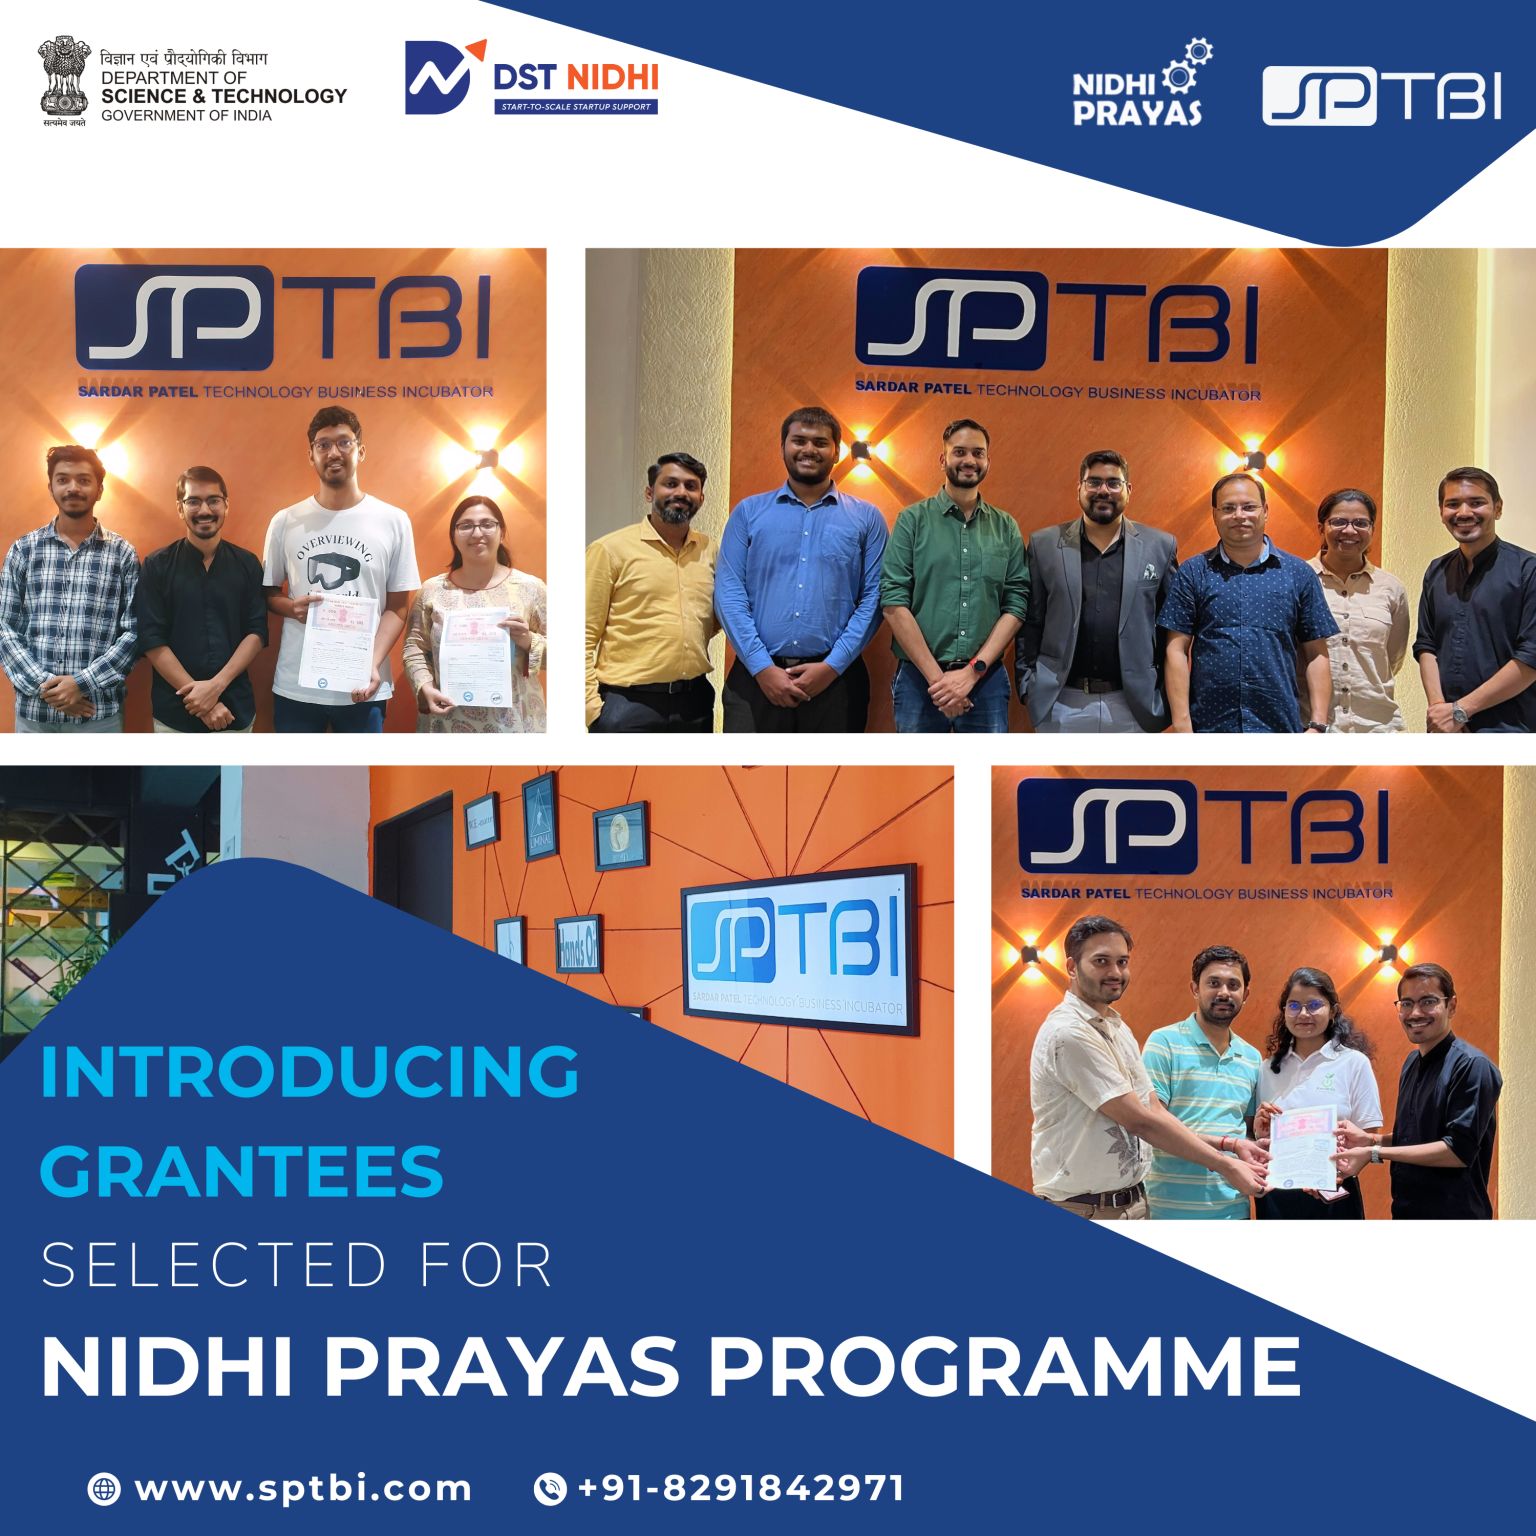 सत्यमेव जयते
विज्ञान एवं प्रौद्योगिकी विभाग
DEPARTMENT OF
SCIENCE & TECHNOLOGY
GOVERNMENT OF INDIA
DST NIDHI
START-TO-SCALE STARTUP SUPPORT
NIDHI
PRAYAS
SPTBI
SPTBI
SARDAR PATEL TECHNOLOGY BUSINESS INCUBATOR
OVERVIEWING
SPTBI
SARDAR PATEL TECHNOLOGY BUSINESS INCUBATOR
LIMINAL
Hands On
SPTBI
SARDAR PATEL TECHNOLOGY BUSINESS INCUBATOR
SPTBI
SARDAR PATEL TECHNOLOGY BUSINESS INCUBATOR
INTRODUCING
GRANTEES
SELECTED FOR
NIDHI PRAYAS PROGRAMME
www.sptbi.com
+91-8291842971